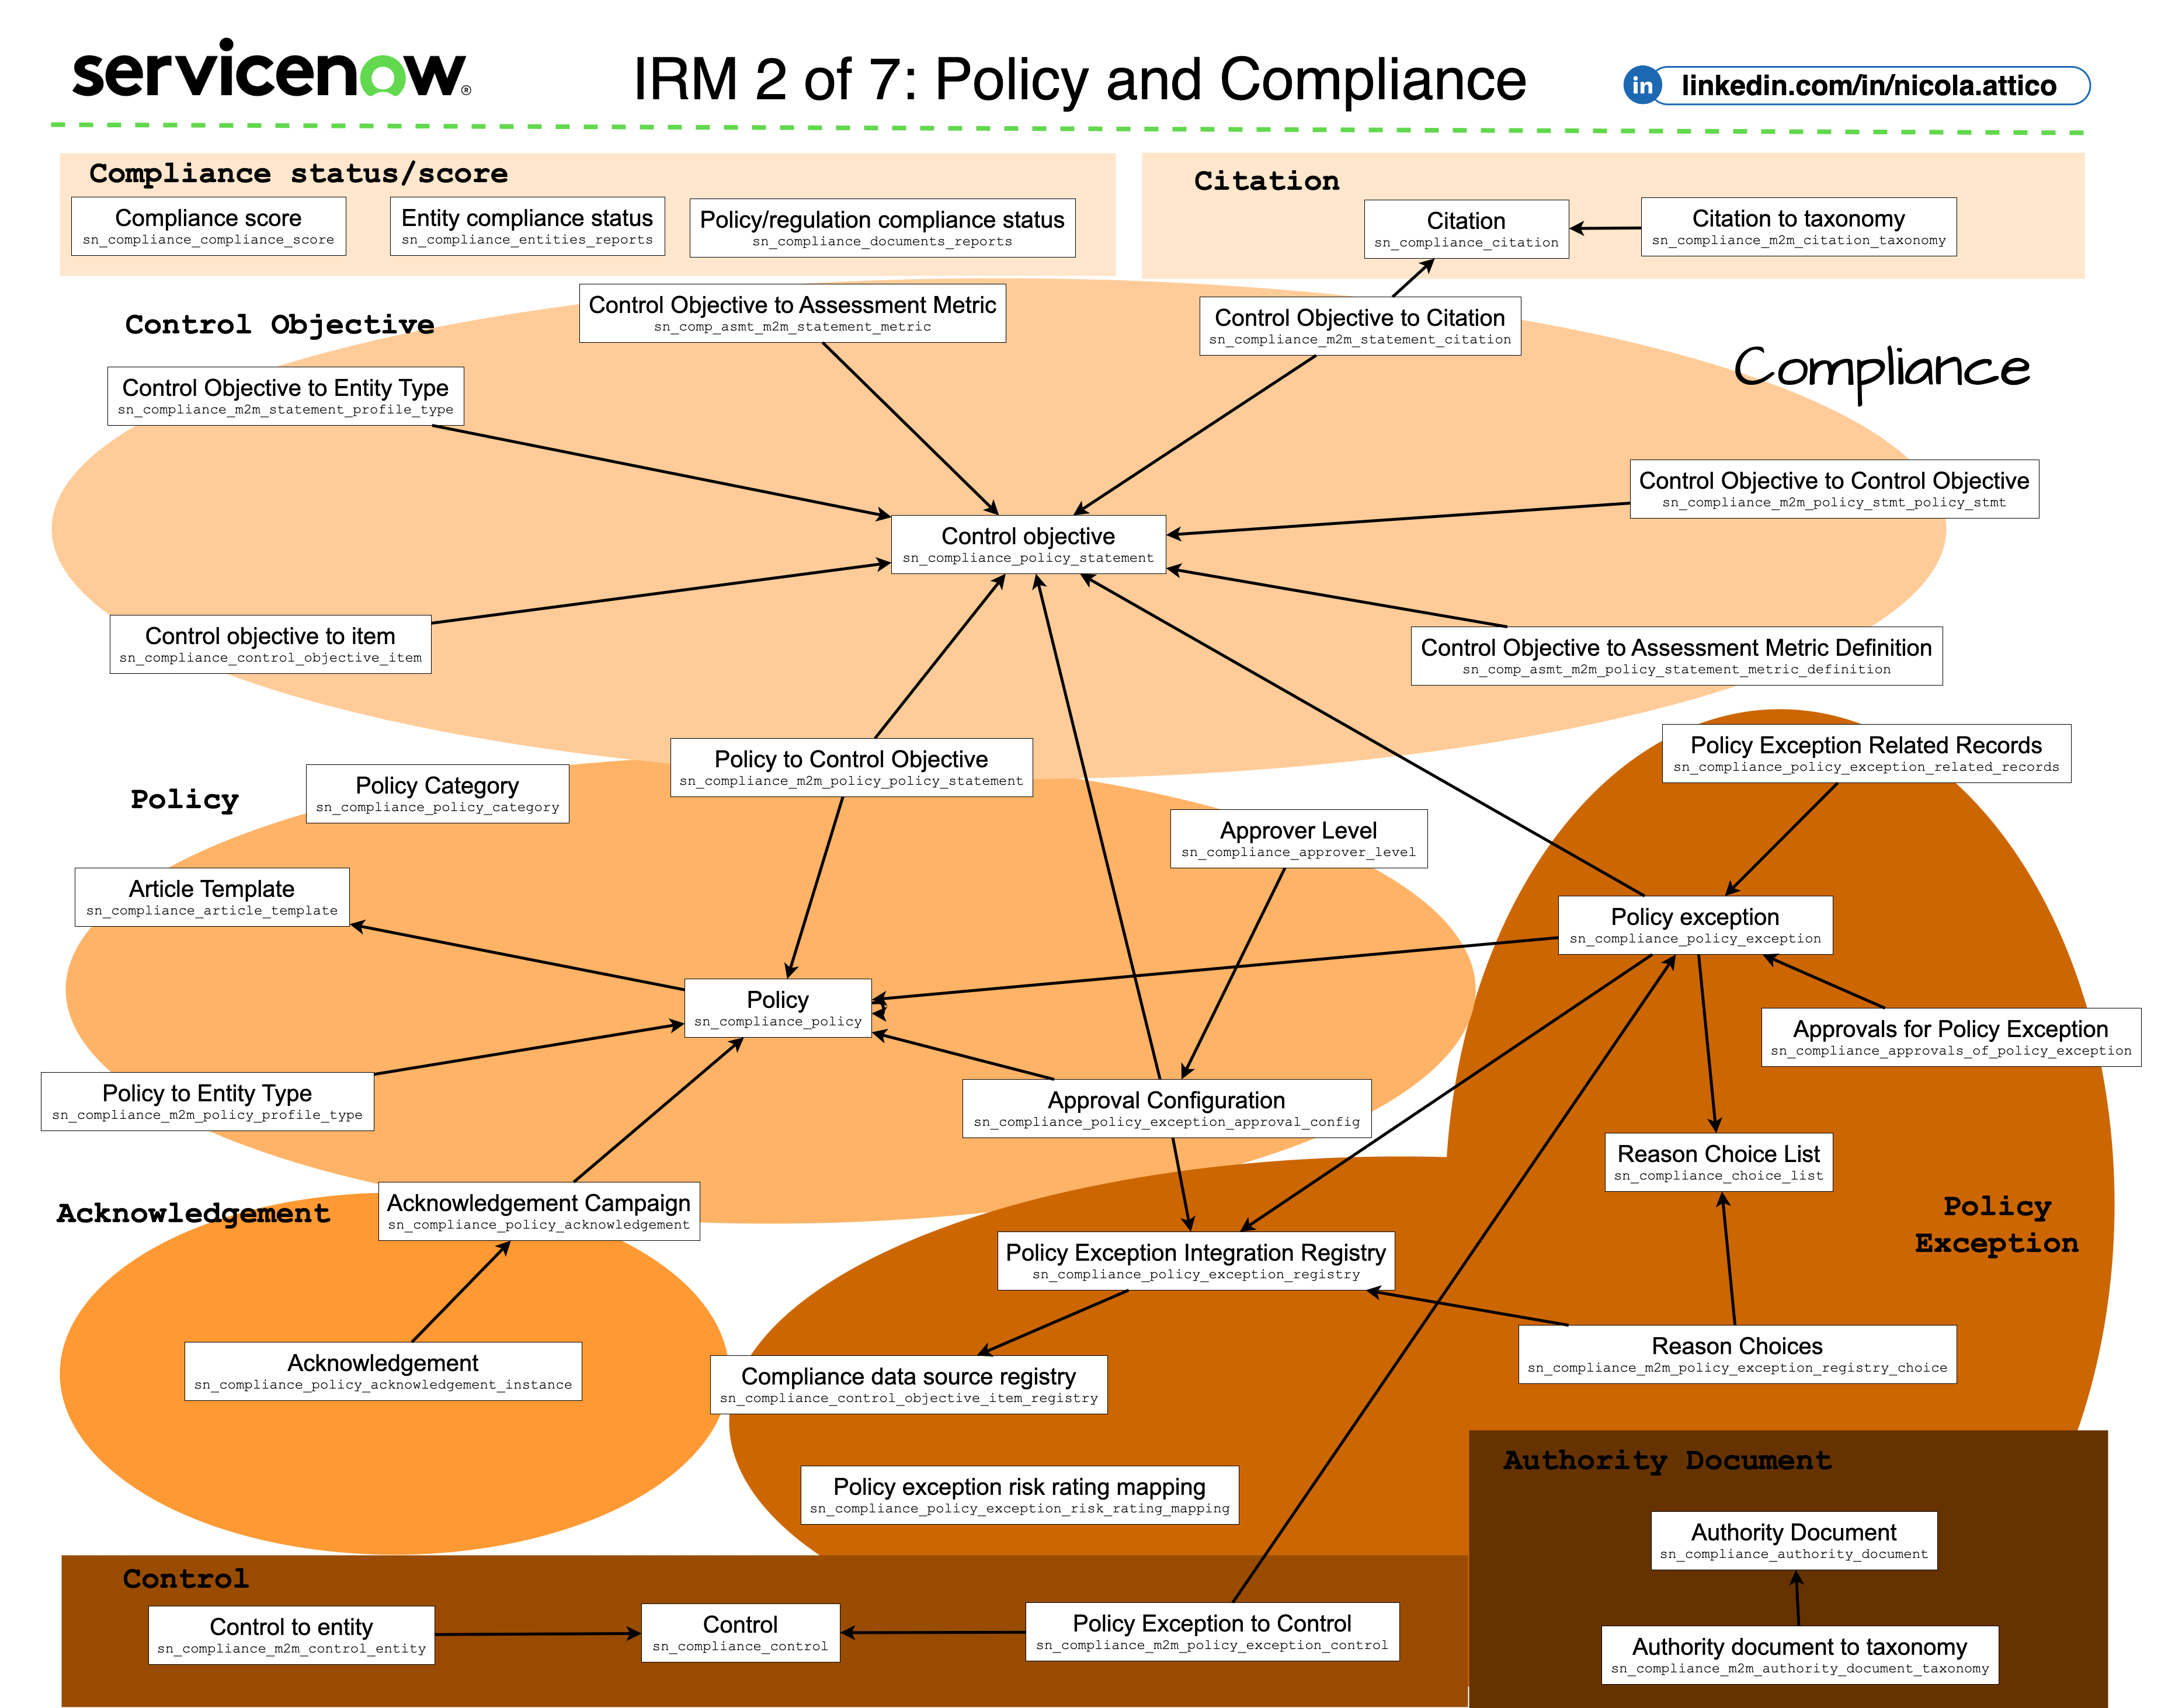 servicenow®
IRM 2 of 7: Policy and Compliance
in linkedin.com/in/nicola.attico
Compliance status/score
Compliance score
sn_compliance_compliance_score
Entity compliance status
sn_compliance_entities_reports
Policy/regulation compliance status
sn_compliance_documents_reports
Citation
Citation
sn_compliance_citation
Citation to taxonomy
sn_compliance_m2m_citation_taxonomy
Control Objective
Control Objective to Assessment Metric
sn_comp_asmt_m2m_statement_metric
Control Objective to Citation
sn_compliance_m2m_statement_citation
Compliance
Control Objective to Entity Type
sn_compliance_m2m_statement_profile_type
Control Objective to Control Objective
sn_compliance_m2m_policy_stmt_policy_stmt
Control objective
sn_compliance_policy_statement
Control objective to item
sn_compliance_control_objective_item
Control Objective to Assessment Metric Definition
sn_comp_asmt_m2m_policy_statement_metric_definition
Policy to Control Objective
sn_compliance_m2m_policy_policy_statement
Policy Exception Related Records
sn_compliance_policy_exception_related_records
Policy
Policy Category
sn_compliance_policy_category
Approver Level
sn_compliance_approver_level
Article Template
sn_compliance_article_template
Policy exception
sn_compliance_policy_exception
Policy
sn_compliance_policy
Approvals for Policy Exception
sn_compliance_approvals_of_policy_exception
Policy to Entity Type
sn_compliance_m2m_policy_profile_type
Approval Configuration
sn_compliance_policy_exception_approval_config
Reason Choice List
sn_compliance_choice_list
Acknowledgement
Acknowledgement Campaign
sn_compliance_policy_acknowledgement
Policy
Exception
Policy Exception Integration Registry
sn_compliance_policy_exception_registry
Acknowledgement
sn_compliance_policy_acknowledgement_instance
Compliance data source registry
sn_compliance_control_objective_item_registry
Reason Choices
sn_compliance_m2m_policy_exception_registry_choice
Policy exception risk rating mapping
sn_compliance_policy_exception_risk_rating_mapping
Authority Document
Authority Document
sn_compliance_authority_document
Control
Control to entity
sn_compliance_m2m_control_entity
Control
sn_compliance_control
Policy Exception to Control
sn_compliance_m2m_policy_exception_control
Authority document to taxonomy
sn_compliance_m2m_authority_document_taxonomy